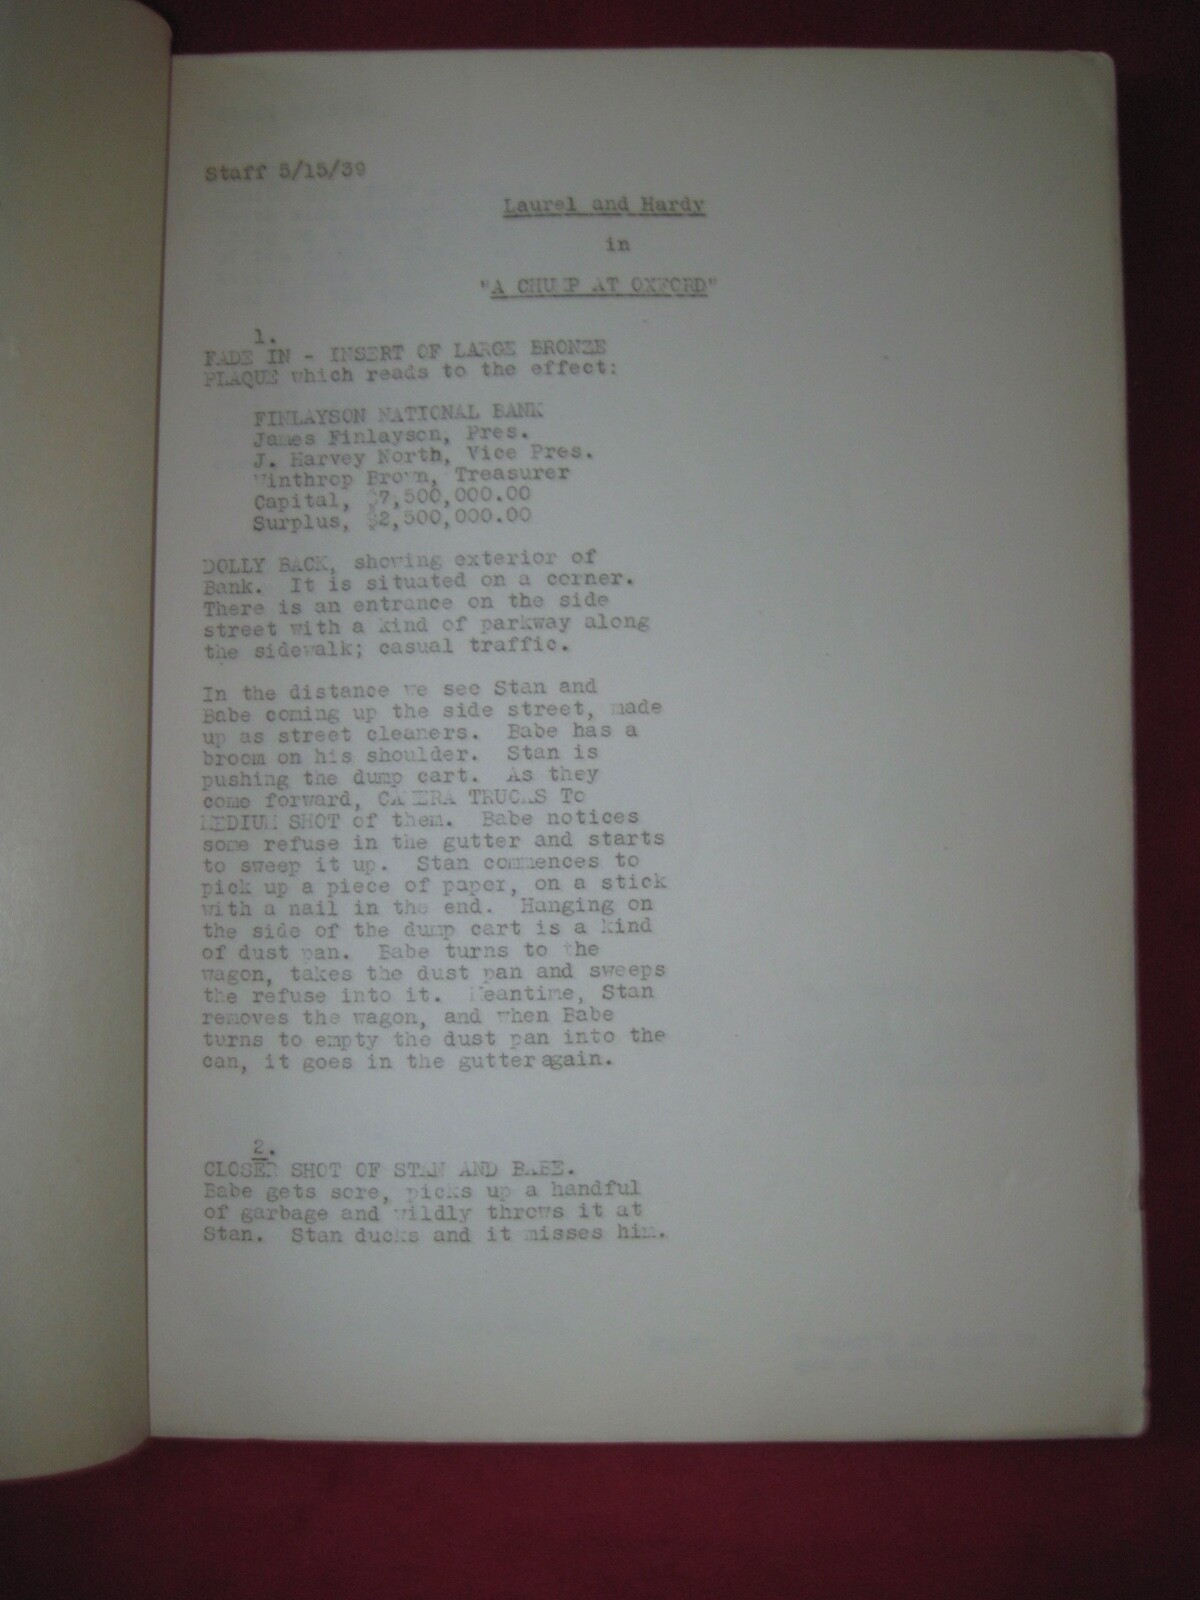 Staff 5/15/39
Laurel and Hardy
in
"A CHUMP AT OXFORD"
1.
FADE IN - INSERT OF LARGE BRONZE
PLAQUE which reads to the effect:
FINLAYSON NATIONAL BANK
James Finlayson, Pres.
J. Harvey North, Vice Pres.
Winthrop Brown, Treasurer
Capital, $7,500,000.00
Surplus, $2,500,000.00
DOLLY BACK, showing exterior of
Bank. It is situated on a corner.
There is an entrance on the side
street with a kind of parkway along
the sidewalk; casual traffic.
In the distance we see Stan and
Babe coming up the side street, made
up as street cleaners. Babe has a
broom on his shoulder. Stan is
pushing the dump cart. As they
come forward, CAMERA TRUCKS To
MEDIUM SHOT of them. Babe notices
some refuse in the gutter and starts
to sweep it up. Stan commences to
pick up a piece of paper, on a stick
with a nail in the end. Hanging on
the side of the dump cart is a kind
of dust pan. Babe turns to the
wagon, takes the dust pan and sweeps
the refuse into it. Meantime, Stan
removes the wagon, and when Babe
turns to empty the dust pan into the
can, it goes in the gutter again.
2.
CLOSER SHOT OF STAN AND BABE.
Babe gets sore, picks up a handful
of garbage and wildly throws it at
Stan. Stan ducks and it misses him.